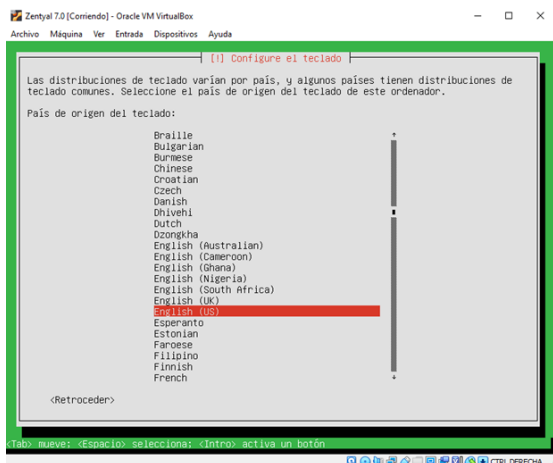 Zentyal 7.0 [Corriendo] - Oracle VM VirtualBox
Archivo Máquina Ver Entrada Dispositivos Ayuda
[!] Configure el teclado
Las distribuciones de teclado varían por país, y algunos países tienen distribuciones de
teclado comunes. Seleccione el país de origen del teclado de este ordenador.
País de origen del teclado:
Braille
Bulgarian
Burmese
Chinese
Croatian
Czech
Danish
Dhivehi
Dutch
Dzongkha
English (Australian)
English (Cameroon)
English (Ghana)
English (Nigeria)
English (South Africa)
English (UK)
English (US)
Esperanto
Estonian
Faroese
Filipino
Finnish
French
<Retroceder>
<Tab> mueve; <Espacio> selecciona; <Intro> activa un botón
CTRL DERECHA